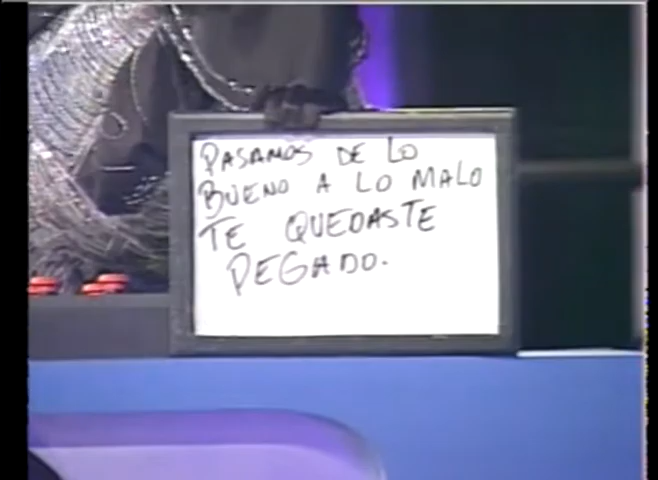 PASAMOS DE LO
BUENO A LO MALO
TE QUEDASTE
PEGADO.